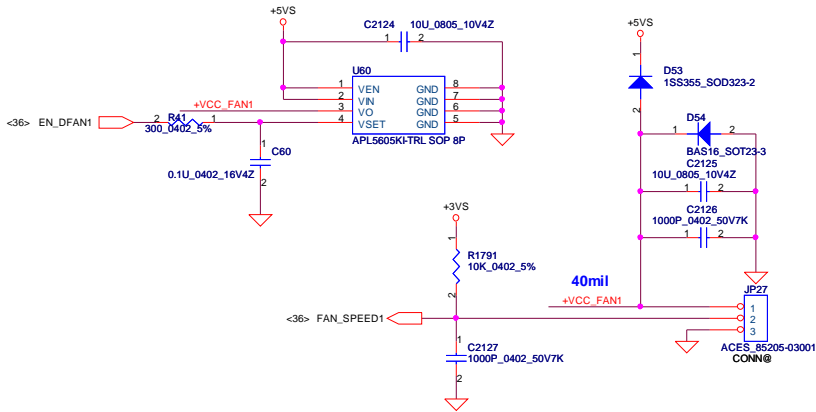 +5VS
C2124
10U_0805_10V4Z
1
2
U60
1
VEN
GND
8
2
VIN
GND
7
3
VO
GND
6
4
VSET
GND
5
APL5605KI-TRL SOP 8P
+VCC_FAN1
<36>
EN_DFAN1
2
R41
1
300_0402_5%
1
C60
0.1U_0402_16V4Z
2
+5VS
1
D53
1SS355_SOD323-2
2
D54
1
2
BAS16_SOT23-3
C2125
10U_0805_10V4Z
1
2
C2126
1000P_0402_50V7K
1
2
+3VS
1
R1791
10K_0402_5%
2
40mil
+VCC_FAN1
JP27
1
2
3
ACES_85205-03001
CONN@
<36>
FAN_SPEED1
1
C2127
1000P_0402_50V7K
2